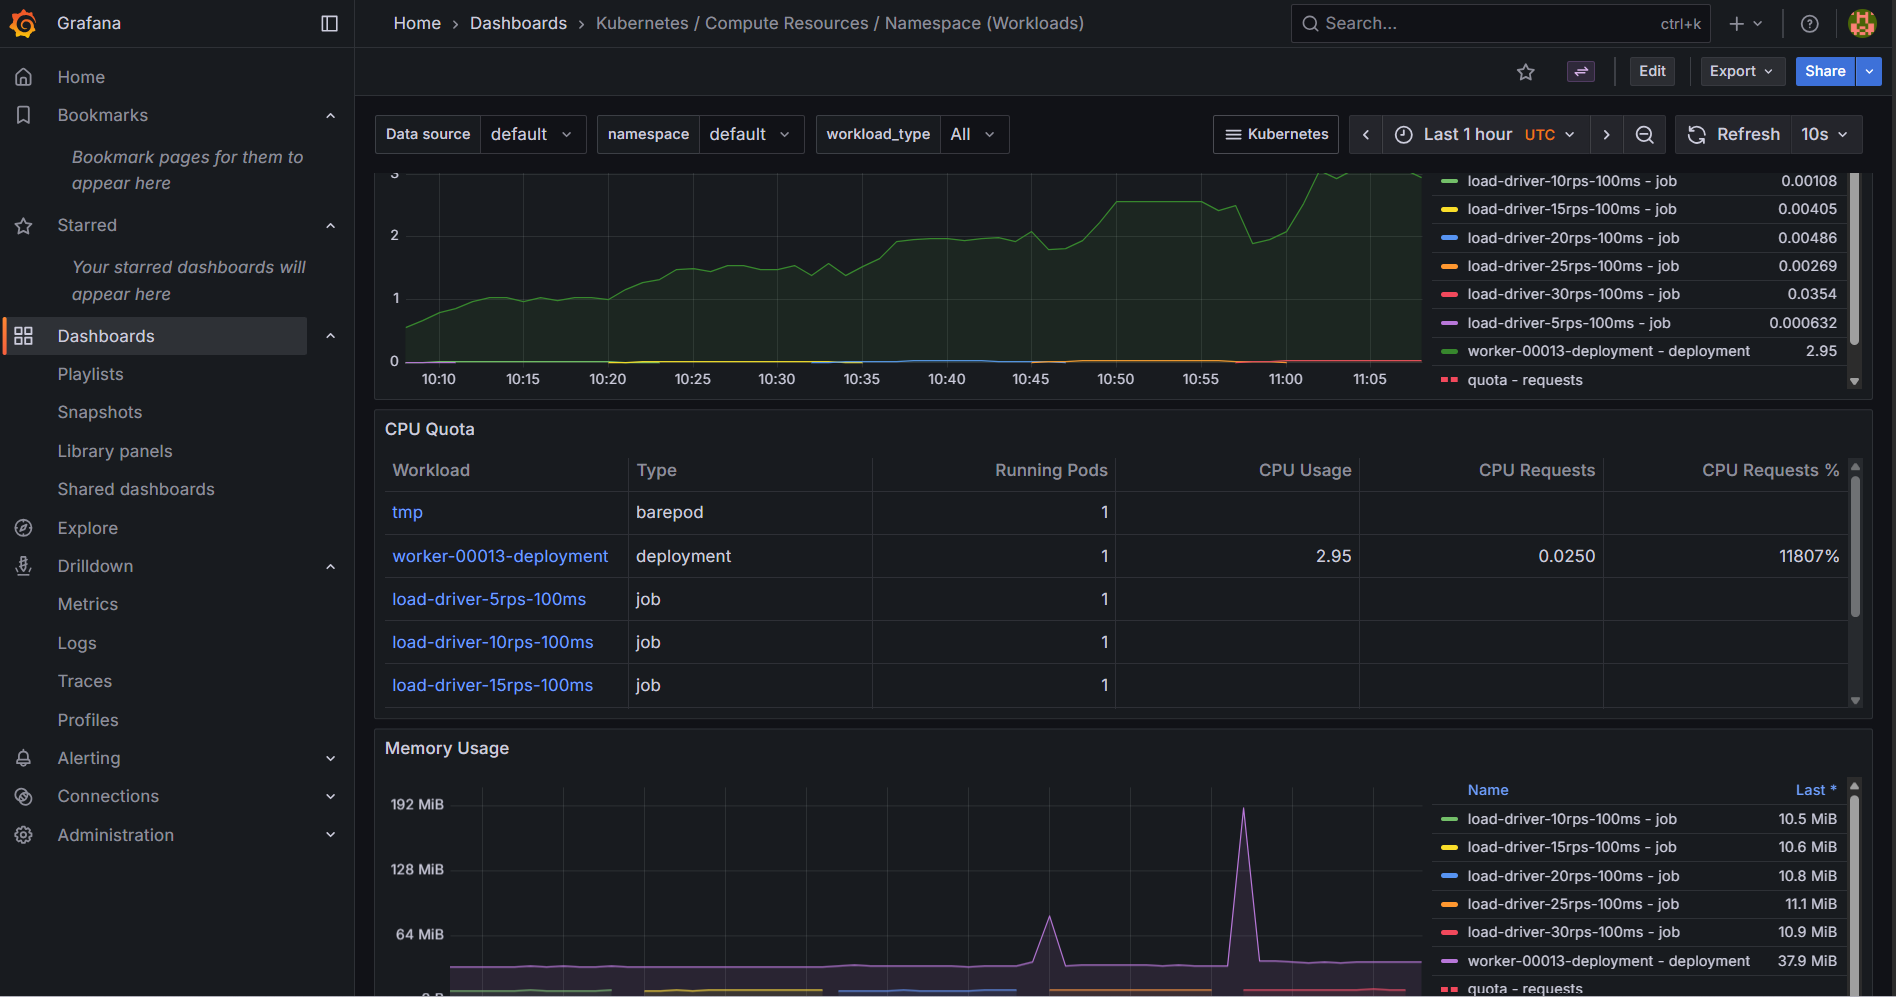 Grafana
Home › Dashboards › Kubernetes / Compute Resources / Namespace (Workloads)
Search... ctrl+k
Edit
Export
Share
Home
Bookmarks
Bookmark pages for them to
appear here
Starred
Your starred dashboards will
appear here
Dashboards
Playlists
Snapshots
Library panels
Shared dashboards
Explore
Drilldown
Metrics
Logs
Traces
Profiles
Alerting
Connections
Administration
Data source default
namespace default
workload_type All
Kubernetes
Last 1 hour UTC
Refresh 10s
3
2
1
0
10:10 10:15 10:20 10:25 10:30 10:35 10:40 10:45 10:50 10:55 11:00 11:05
load-driver-10rps-100ms - job 0.00108
load-driver-15rps-100ms - job 0.00405
load-driver-20rps-100ms - job 0.00486
load-driver-25rps-100ms - job 0.00269
load-driver-30rps-100ms - job 0.0354
load-driver-5rps-100ms - job 0.000632
worker-00013-deployment - deployment 2.95
quota - requests
CPU Quota
Workload Type Running Pods CPU Usage CPU Requests CPU Requests %
tmp barepod 1
worker-00013-deployment deployment 1 2.95 0.0250 11807%
load-driver-5rps-100ms job 1
load-driver-10rps-100ms job 1
load-driver-15rps-100ms job 1
Memory Usage
192 MiB
128 MiB
64 MiB
0 B
Name Last *
load-driver-10rps-100ms - job 10.5 MiB
load-driver-15rps-100ms - job 10.6 MiB
load-driver-20rps-100ms - job 10.8 MiB
load-driver-25rps-100ms - job 11.1 MiB
load-driver-30rps-100ms - job 10.9 MiB
worker-00013-deployment - deployment 37.9 MiB
quota - requests